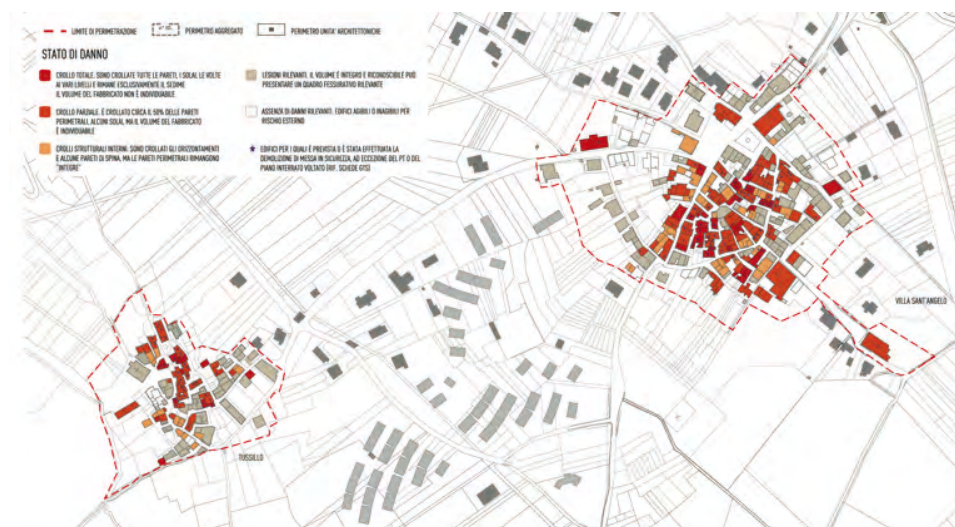 LIMITE DI PERIMETRAZIONE
PERIMETRO AGGREGATO
PERIMETRO UNITA' ARCHITETTONICHE
STATO DI DANNO
CROLLO TOTALE. SONO CROLLATE TUTTE LE PARETI, I SOLAI, LE VOLTE
AI VARI LIVELLI E RIMANE ESCLUSIVAMENTE IL SEDIME
IL VOLUME DEL FABBRICATO NON È INDIVIDUABILE.
CROLLO PARZIALE. È CROLLATO CIRCA IL 50% DELLE PARETI
PERIMETRALI, ALCUNI SOLAI, MA IL VOLUME DEL FABBRICATO
È INDIVIDUABILE
CROLLI STRUTTURALI INTERNI. SONO CROLLATI GLI ORIZZONTAMENTI
E ALCUNE PARETI DI SPINA, MA LE PARETI PERIMETRALI RIMANGONO
"INTEGRE"
LESIONI RILEVANTI. IL VOLUME È INTEGRO E RICONOSCIBILE PUÒ
PRESENTARE UN QUADRO FESSURATIVO RILEVANTE
ASSENZA DI DANNI RILEVANTI, EDIFICI AGIBILI O INAGIBILI PER
RISCHIO ESTERNO
EDIFICI PER I QUALI È PREVISTA O È STATA EFFETTUATA LA
DEMOLIZIONE DI MESSA IN SICUREZZA, AD ECCEZIONE DEL PT O DEL
PIANO INTERRATO VOLTATO (RIF. SCHEDE GTS)
VILLA SANT'ANGELO
TUSSILLO